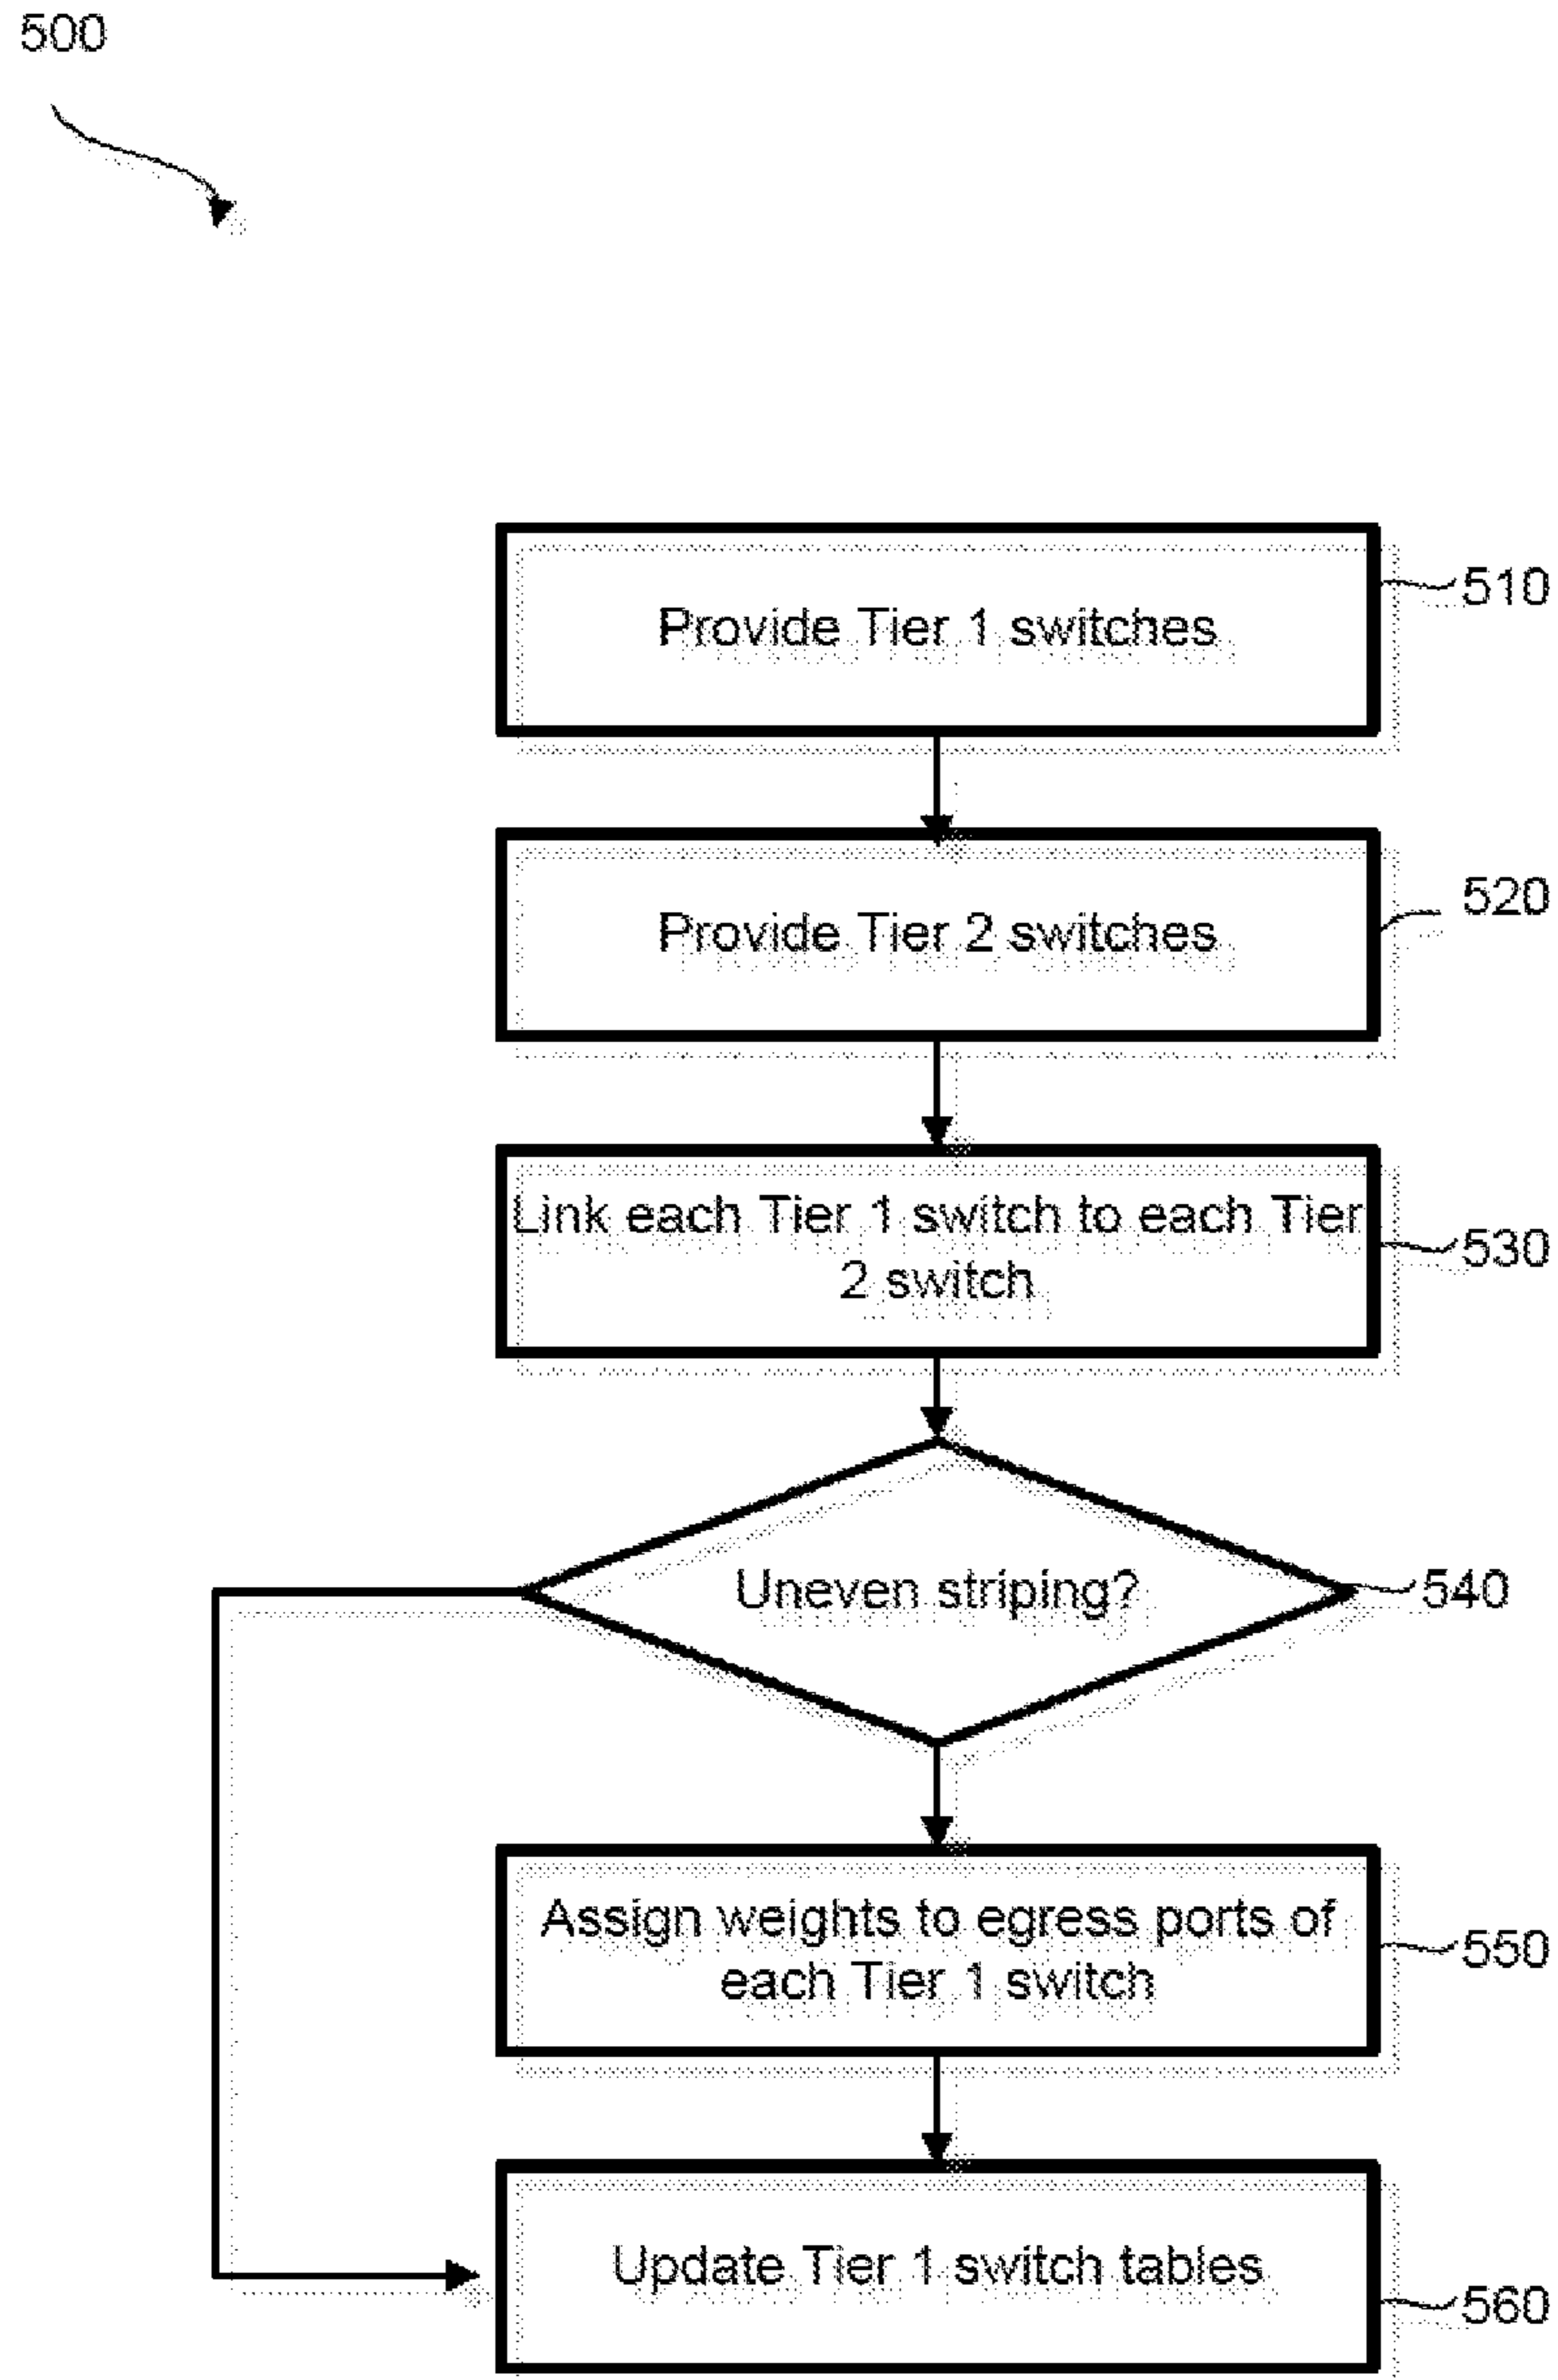 500
Provide Tier 1 switches
510
Provide Tier 2 switches
520
Link each Tier 1 switch to each Tier
2 switch
530
Uneven striping?
540
Assign weights to egress ports of
each Tier 1 switch
550
Update Tier 1 switch tables
560